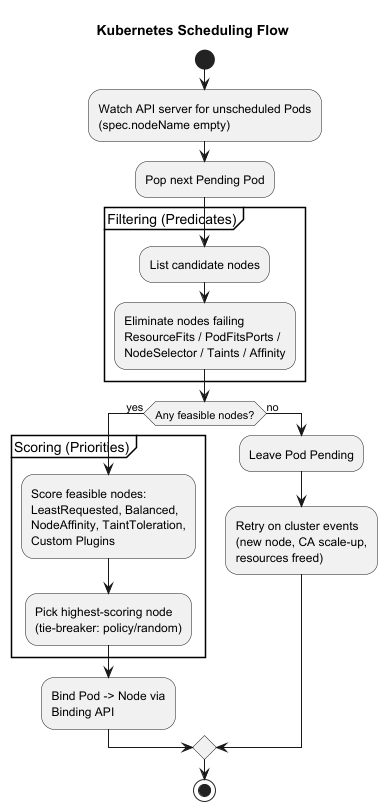 Kubernetes Scheduling Flow
Watch API server for unscheduled Pods
(spec.nodeName empty)
Pop next Pending Pod
Filtering (Predicates)
List candidate nodes
Eliminate nodes failing
ResourceFits / PodFitsPorts /
NodeSelector / Taints / Affinity
yes
Any feasible nodes?
no
Scoring (Priorities)
Score feasible nodes:
LeastRequested, Balanced,
NodeAffinity, TaintToleration,
Custom Plugins
Pick highest-scoring node
(tie-breaker: policy/random)
Bind Pod -> Node via
Binding API
Leave Pod Pending
Retry on cluster events
(new node, CA scale-up,
resources freed)